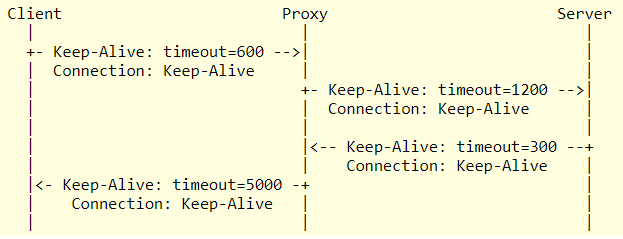 Client Proxy Server
+- Keep-Alive: timeout=600 -->|
Connection: Keep-Alive
+- Keep-Alive: timeout=1200 -->|
Connection: Keep-Alive
|<-- Keep-Alive: timeout=300 --+
Connection: Keep-Alive
|<- Keep-Alive: timeout=5000 -+
Connection: Keep-Alive